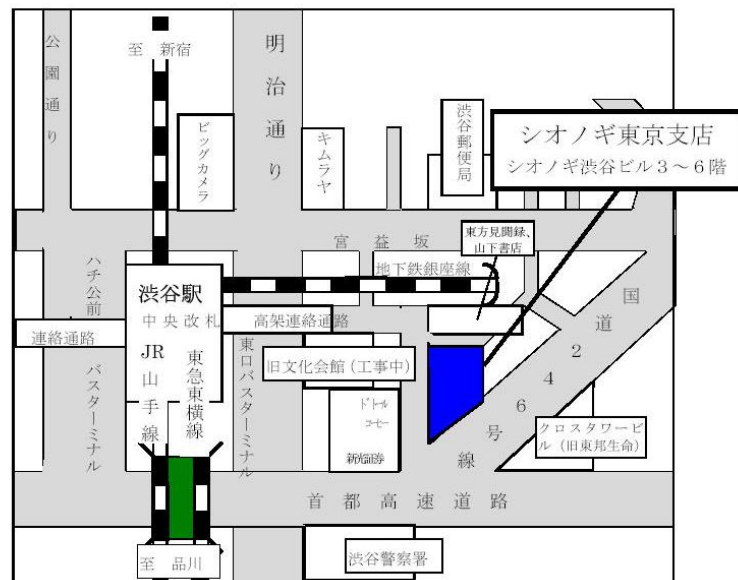 公園通り
至 新宿
明治通り
ビッグカメラ
キムラヤ
渋谷郵便局
シオノギ東京支店
シオノギ渋谷ビル3~6階
宮益坂
東方見聞録、
山下書店
地下鉄銀座線
ハチ公前
バスターミナル
渋谷駅
中央改札
高架連絡通路
連絡通路
JR山手線
東急東横線
東口バスターミナル
旧文化会館(工事中)
ドトール
コーヒー
新光証券
国道246号線
クロスタワービ
ル(旧東邦生命)
首都高速道路
至 品川
渋谷警察署